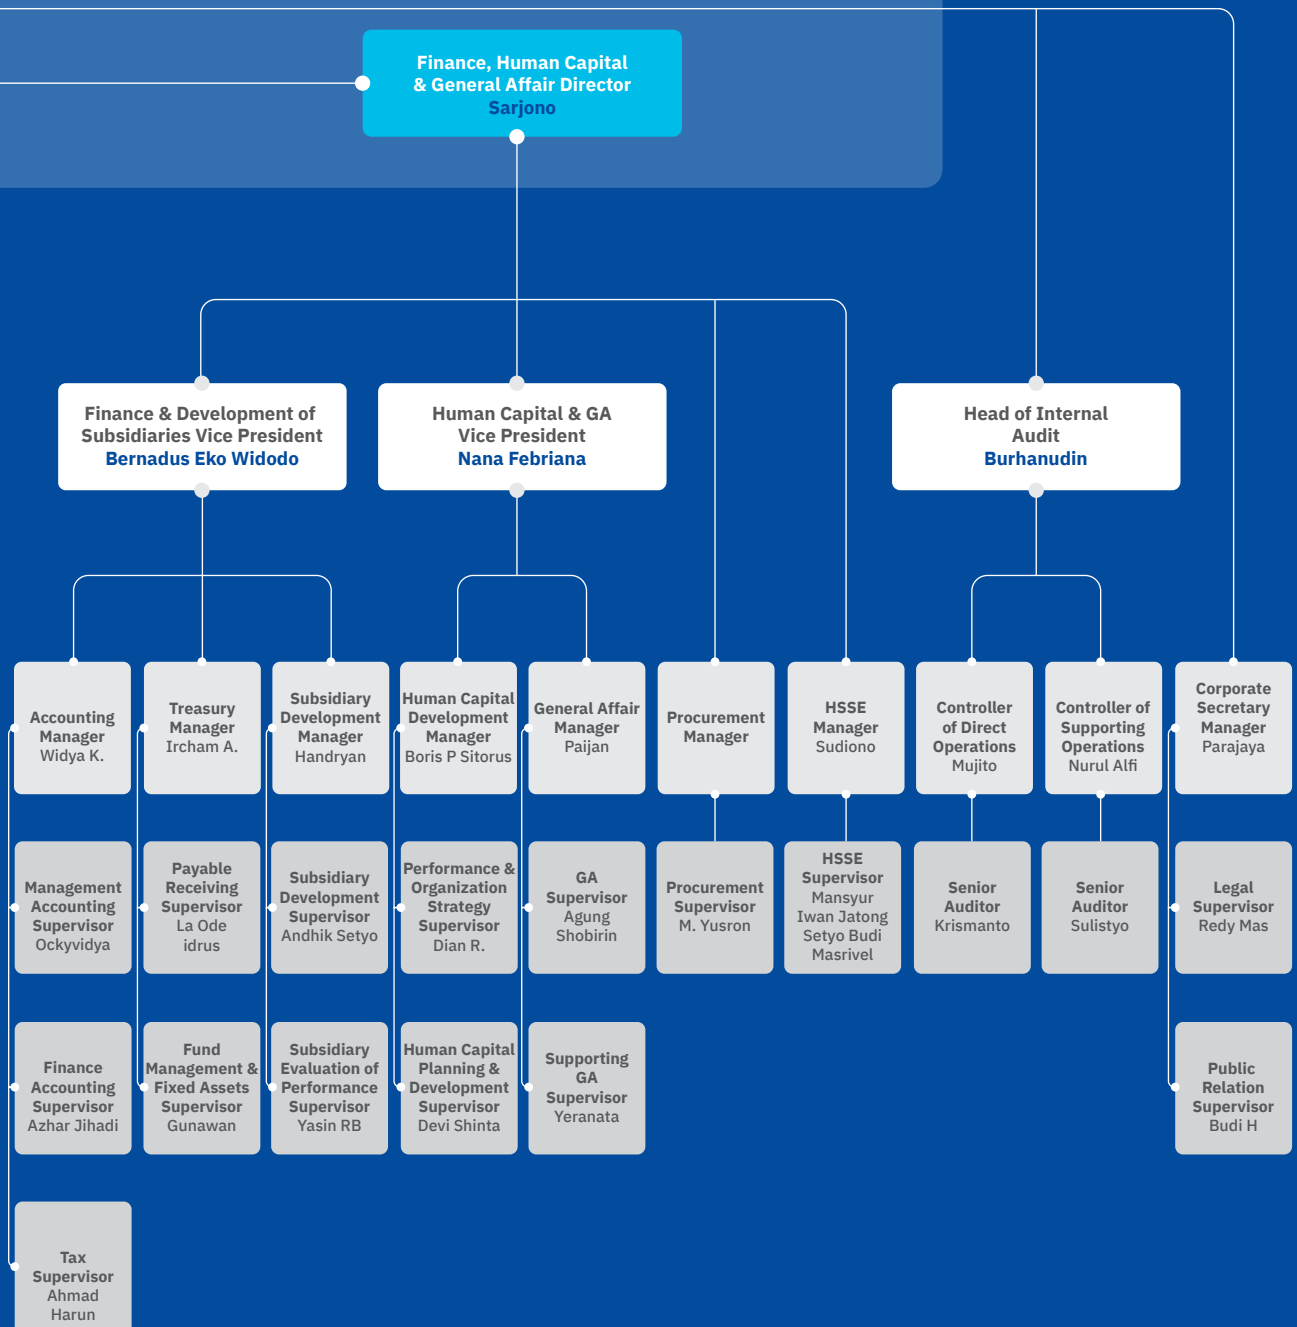 Finance, Human Capital
& General Affair Director
Sarjono
Finance & Development of
Subsidiaries Vice President
Bernadus Eko Widodo
Human Capital & GA
Vice President
Nana Febriana
Head of Internal
Audit
Burhanudin
Accounting
Manager
Widya K.
Treasury
Manager
Ircham A.
Subsidiary
Development
Manager
Handryan
Human Capital
Development
Manager
Boris P Sitorus
General Affair
Manager
Paijan
Procurement
Manager
HSSE
Manager
Sudiono
Controller
of Direct
Operations
Mujito
Controller of
Supporting
Operations
Nurul Alfi
Corporate
Secretary
Manager
Parajaya
Management
Accounting
Supervisor
Ockyvidya
Payable
Receiving
Supervisor
La Ode
idrus
Subsidiary
Development
Supervisor
Andhik Setyo
Performance &
Organization
Strategy
Supervisor
Dian R.
GA
Supervisor
Agung
Shobirin
Procurement
Supervisor
M. Yusron
HSSE
Supervisor
Mansyur
Iwan Jatong
Setyo Budi
Masrivel
Senior
Auditor
Krismanto
Senior
Auditor
Sulistyo
Legal
Supervisor
Redy Mas
Finance
Accounting
Supervisor
Azhar Jihadi
Fund
Management &
Fixed Assets
Supervisor
Gunawan
Subsidiary
Evaluation of
Performance
Supervisor
Yasin RB
Human Capital
Planning &
Development
Supervisor
Devi Shinta
Supporting
GA
Supervisor
Yeranata
Public
Relation
Supervisor
Budi H
Tax
Supervisor
Ahmad
Harun